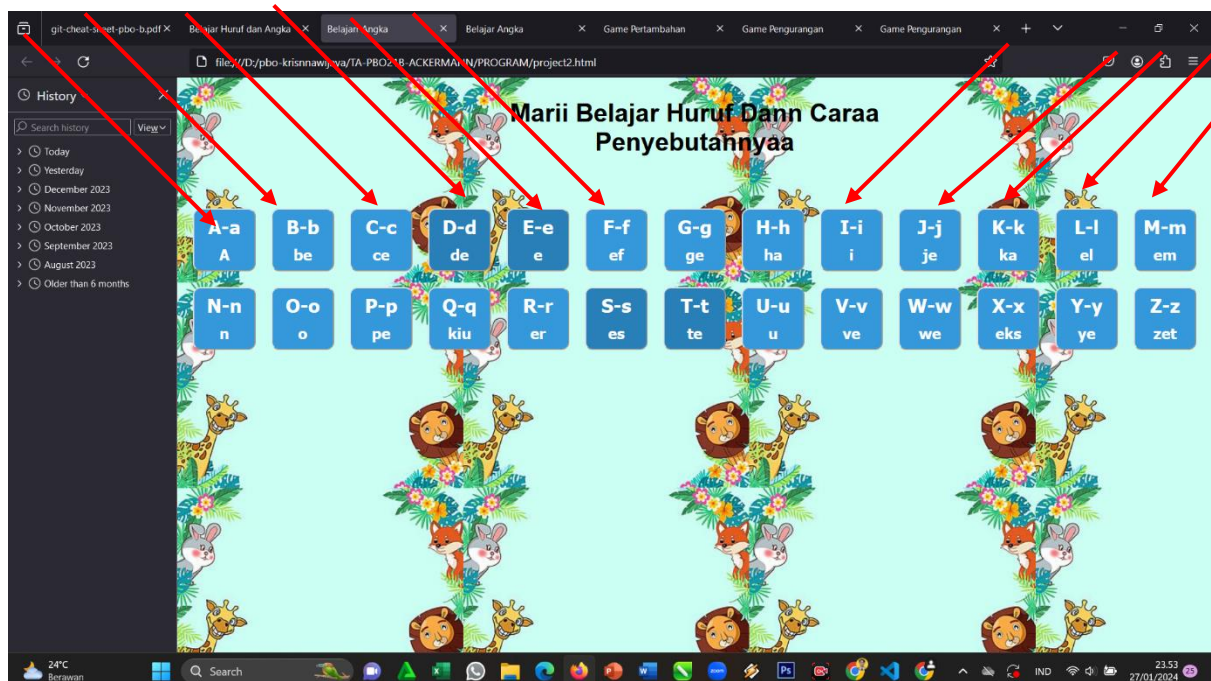 git-cheat-sheet-pbo-b.pdf
Belajar Huruf dan Angka
Belajar Angka
Belajar Angka
Game Pertambahan
Game Pengurangan
Game Pengurangan
file:///D:/pbo-krisnnawijaya/TA-PBO21B-ACKERMANN/PROGRAM/project2.html
History
Search history
View
Today
Yesterday
December 2023
November 2023
October 2023
September 2023
August 2023
Older than 6 months
Marii Belajar Huruf Dann Caraa
Penyebutannyaa
A-a B-b C-c D-d E-e F-f G-g H-h I-i J-j K-k L-l M-m
A be ce de e ef ge ha i je ka el em
N-n O-o P-p Q-q R-r S-s T-t U-u V-v W-w X-x Y-y Z-z
n o pe kiu er es te u ve we eks ye zet
24°C
Berawan
Search
zoom
Ps
IND
23.53
27/01/2024
25